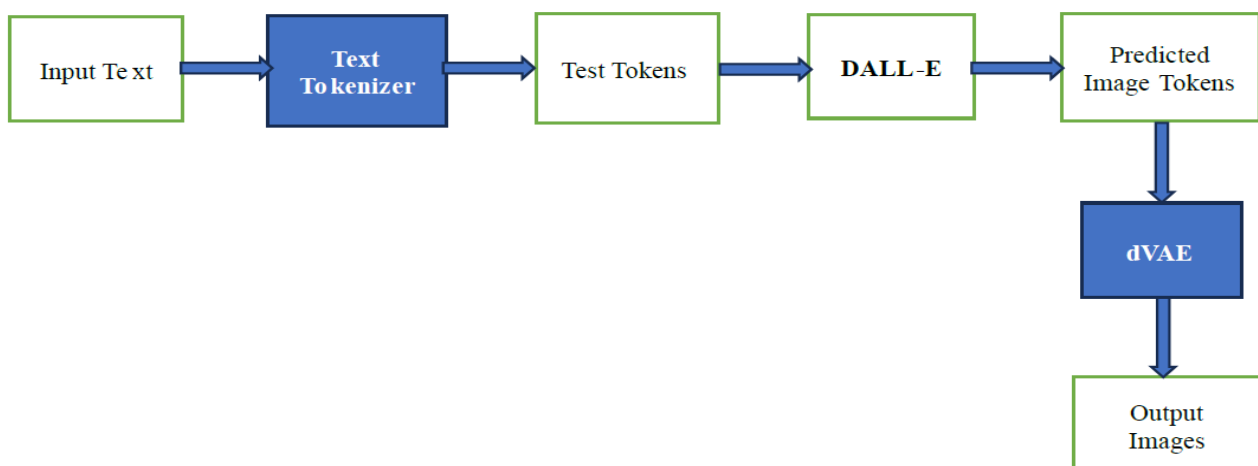 Input Text
Text
Tokenizer
Test Tokens
DALL-E
Predicted
Image Tokens
dVAE
Output
Images